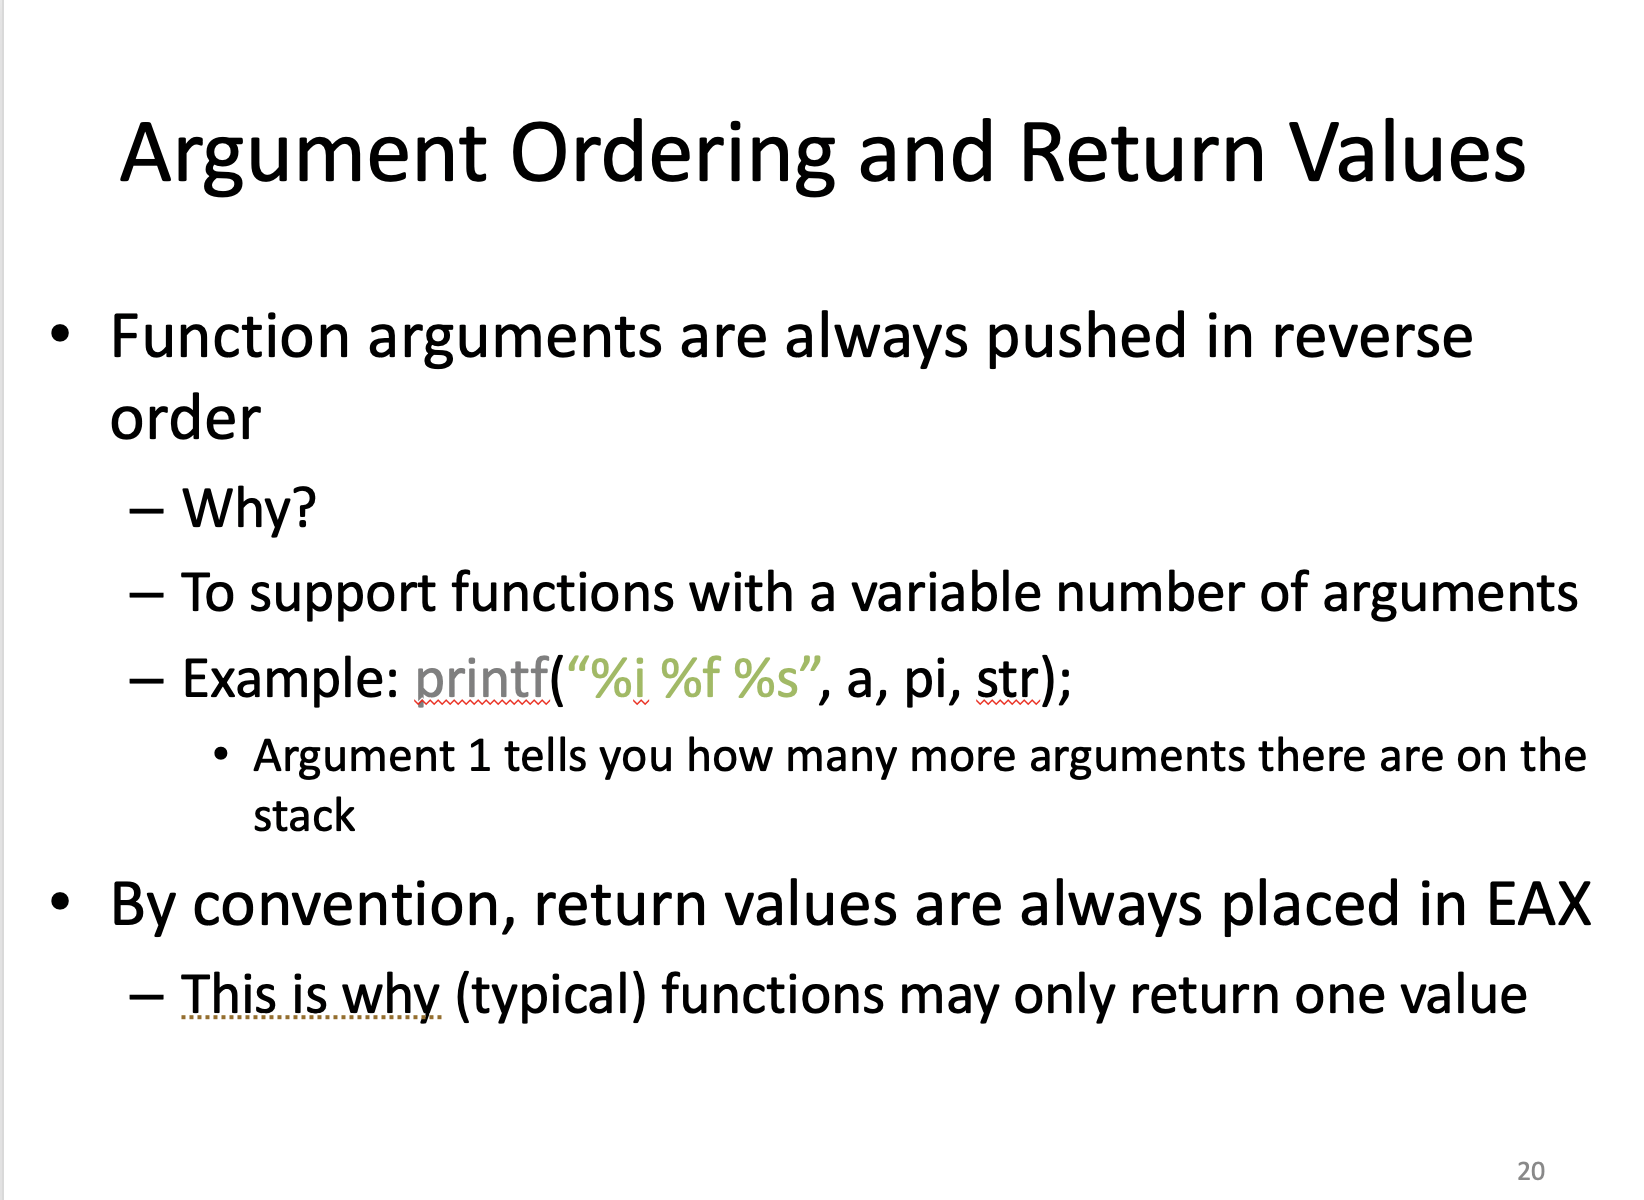 Argument Ordering and Return Values
• Function arguments are always pushed in reverse
order
– Why?
– To support functions with a variable number of arguments
– Example: printf(“%i %f %s”, a, pi, str);
• Argument 1 tells you how many more arguments there are on the
stack
• By convention, return values are always placed in EAX
– This is why (typical) functions may only return one value
20